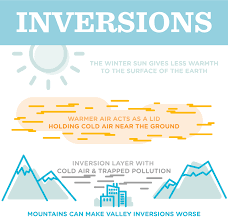 INVERSIONS
THE WINTER SUN GIVES LESS WARMTH
TO THE SURFACE OF THE EARTH
WARMER AIR ACTS AS A LID
HOLDING COLD AIR NEAR THE GROUND
INVERSION LAYER WITH
COLD AIR & TRAPPED POLLUTION
MOUNTAINS CAN MAKE VALLEY INVERSIONS WORSE